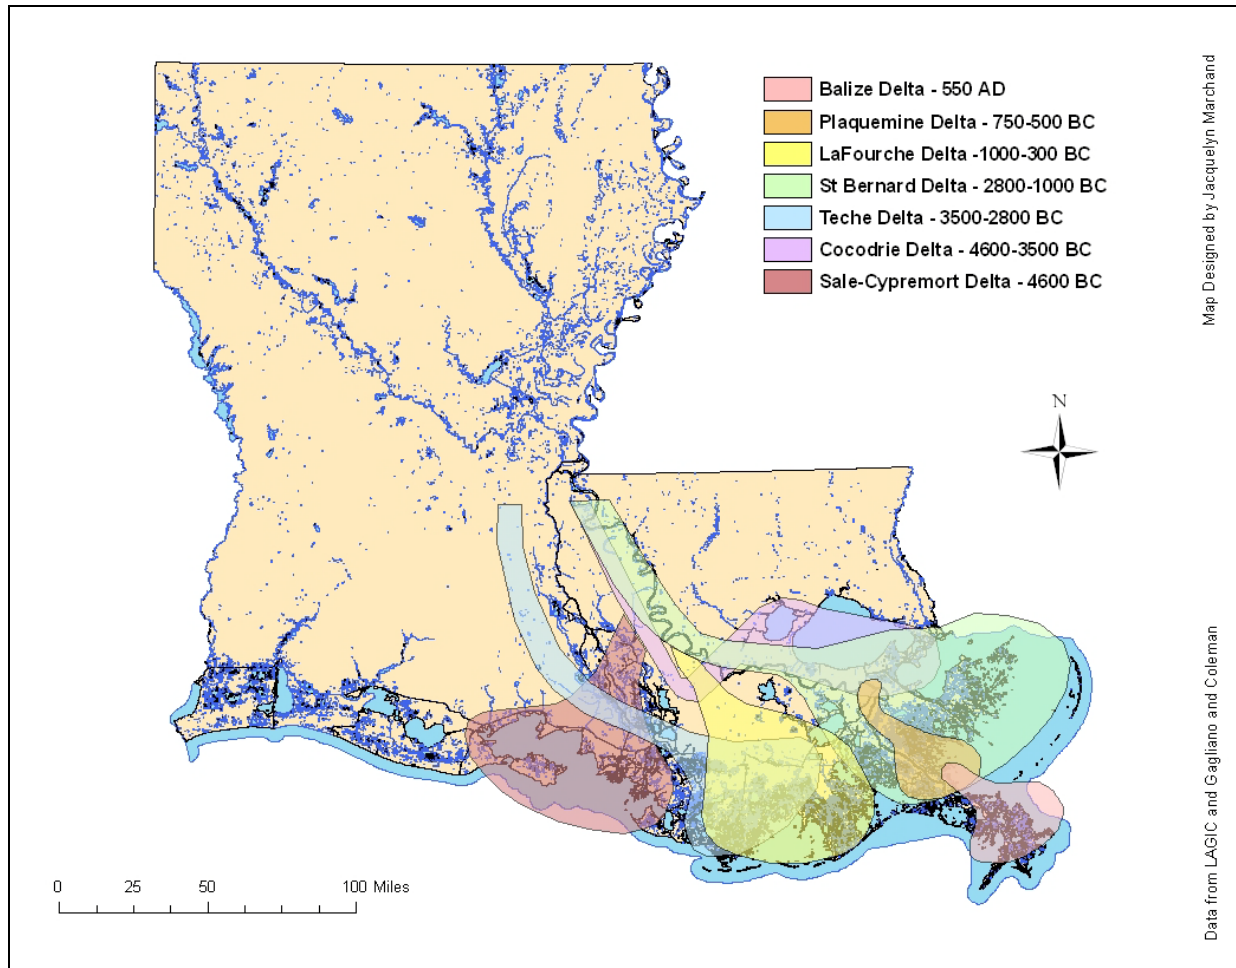 Balize Delta - 550 AD
Plaquemine Delta - 750-500 BC
LaFourche Delta -1000-300 BC
St Bernard Delta - 2800-1000 BC
Teche Delta - 3500-2800 BC
Cocodrie Delta - 4600-3500 BC
Sale-Cypremort Delta - 4600 BC
Map Designed by Jacquelyn Marchand
N
0 25 50 100 Miles
Data from LAGIC and Gagliano and Coleman